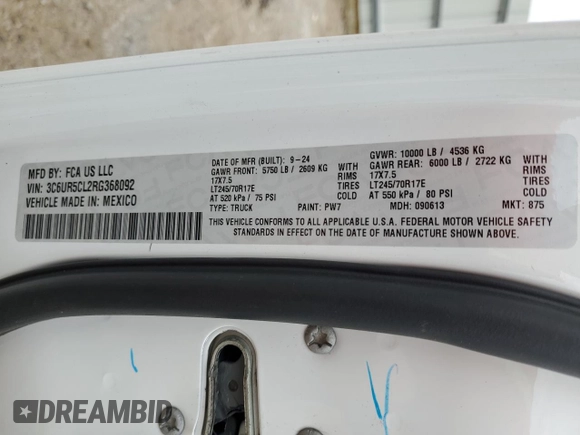 MFD BY: FCA US LLC
VIN: 3C6UR5CL2RG368092
VEHICLE MADE IN: MEXICO
DATE OF MFR (BUILT): 9-24
GAWR FRONT: 5750 LB / 2609 KG WITH
17X7.5 RIMS
LT245/70R17E TIRES
AT 520 kPa / 75 PSI COLD
TYPE: TRUCK
PAINT: PW7
GVWR: 10000 LB / 4536 KG
GAWR REAR: 6000 LB / 2722 KG WITH
17X7.5 RIMS
LT245/70R17E TIRES
AT 550 kPa / 80 PSI COLD
MDH: 090613
MKT: 875
THIS VEHICLE CONFORMS TO ALL APPLICABLE U.S.A. FEDERAL MOTOR VEHICLE SAFETY
STANDARDS IN EFFECT ON THE DATE OF MANUFACTURE SHOWN ABOVE.
DREAMBID